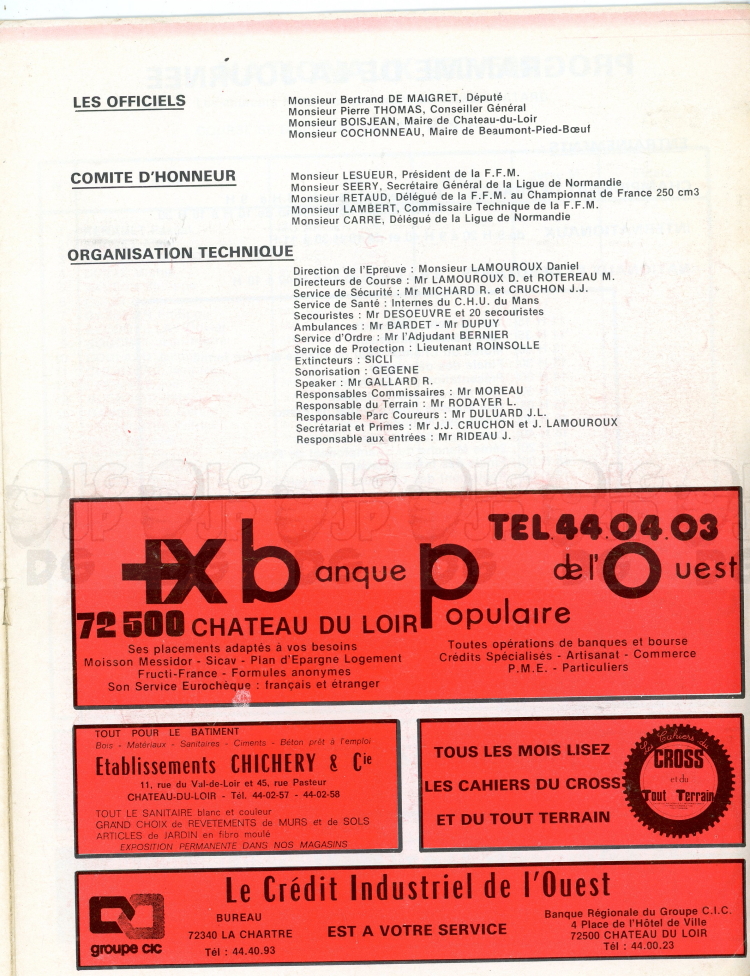 LES OFFICIELS
Monsieur Bertrand DE MAIGRET, Député
Monsieur Pierre THOMAS, Conseiller Général
Monsieur BOISJEAN, Maire de Chateau-du-Loir
Monsieur COCHONNEAU, Maire de Beaumont-Pied-Bœuf
COMITE D'HONNEUR
Monsieur LESUEUR, Président de la F.F.M.
Monsieur SEERY, Secrétaire Général de la Ligue de Normandie
Monsieur RETAUD, Délégué de la F.F.M. au Championnat de France 250 cm3
Monsieur LAMBERT, Commissaire Technique de la F.F.M.
Monsieur CARRE, Délégué de la Ligue de Normandie
ORGANISATION TECHNIQUE
Direction de l'Epreuve : Monsieur LAMOUROUX Daniel
Directeurs de Course : Mr LAMOUROUX D. et ROTEREAU M.
Service de Sécurité : Mr MICHARD R. et CRUCHON J.J.
Service de Santé : Internes du C.H.U. du Mans
Secouristes : Mr DESOEUVRE et 20 secouristes
Ambulances : Mr BARDET - Mr DUPUY
Service d'Ordre : Mr l'Adjudant BERNIER
Service de Protection : Lieutenant ROINSOLLE
Extincteurs : SICLI
Sonorisation : GEGENE
Speaker : Mr GALLARD R.
Responsables Commissaires : Mr MOREAU
Responsable du Terrain : Mr RODAYER L.
Responsable Parc Coureurs : Mr DULUARD J.L.
Secrétariat et Primes : Mr J.J. CRUCHON et J. LAMOUROUX
Responsable aux entrées : Mr RIDEAU J.
TEL.44.04.03
banque populaire de l'Ouest
72500 CHATEAU DU LOIR
Ses placements adaptés à vos besoins
Moisson Messidor - Sicav - Plan d'Epargne Logement
Fructi-France - Formules anonymes
Son Service Eurochèque : français et étranger
Toutes opérations de banques et bourse
Crédits Spécialisés - Artisanat - Commerce
P.M.E. - Particuliers
TOUT POUR LE BATIMENT
Bois - Matériaux - Sanitaires - Ciments - Béton prêt à l'emploi
Etablissements CHICHERY & Cie
11, rue du Val-de-Loir et 45, rue Pasteur
CHATEAU-DU-LOIR - Tél. 44-02-57 - 44-02-58
TOUT LE SANITAIRE blanc et couleur
GRAND CHOIX de REVETEMENTS de MURS et de SOLS
ARTICLES de JARDIN en fibro moulé
EXPOSITION PERMANENTE DANS NOS MAGASINS
TOUS LES MOIS LISEZ
LES CAHIERS DU CROSS
ET DU TOUT TERRAIN
Les Cahiers du
CROSS
et du
Tout Terrain
Le Crédit Industriel de l'Ouest
groupe cic
BUREAU
72340 LA CHARTRE
Tél : 44.40.93
EST A VOTRE SERVICE
Banque Régionale du Groupe C.I.C.
4 Place de l'Hôtel de Ville
72500 CHATEAU DU LOIR
Tél : 44.00.23